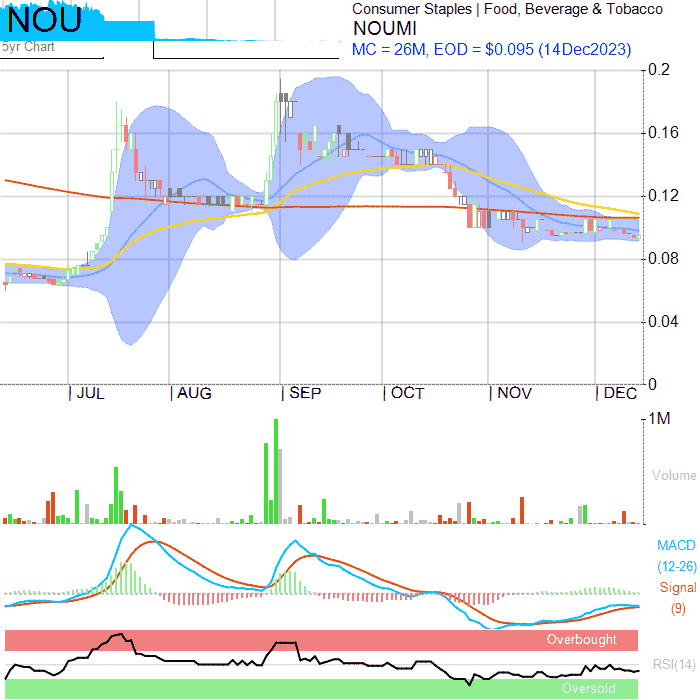 NOU
5yr Chart
Consumer Staples | Food, Beverage & Tobacco
NOUMI
MC = 26M, EOD = $0.095 (14Dec2023)
0.2
0.16
0.12
0.08
0.04
0
JUL AUG SEP OCT NOV DEC
1M
Volume
MACD
(12-26)
Signal
(9)
Overbought
RSI(14)
Oversold